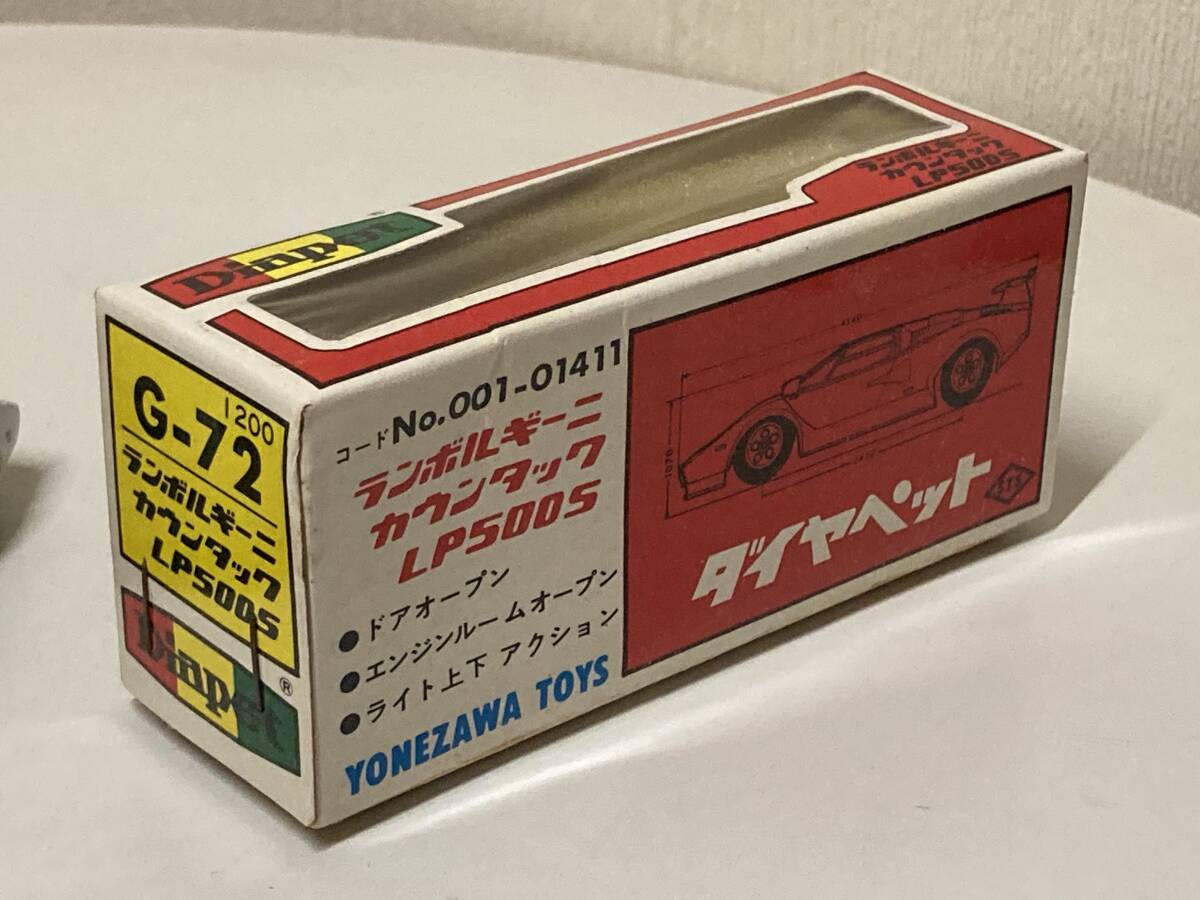 Diapet
ランボルギーニ
カウンタック
LP500S
1200
G-72
ランボルギーニ
カウンタック
LP500S
Diapet
®
コードNo.001-01411
ランボルギーニ
カウンタック
LP500S
●ドアオープン
●エンジンルームオープン
●ライト上下 アクション
YONEZAWA TOYS
ダイヤペット